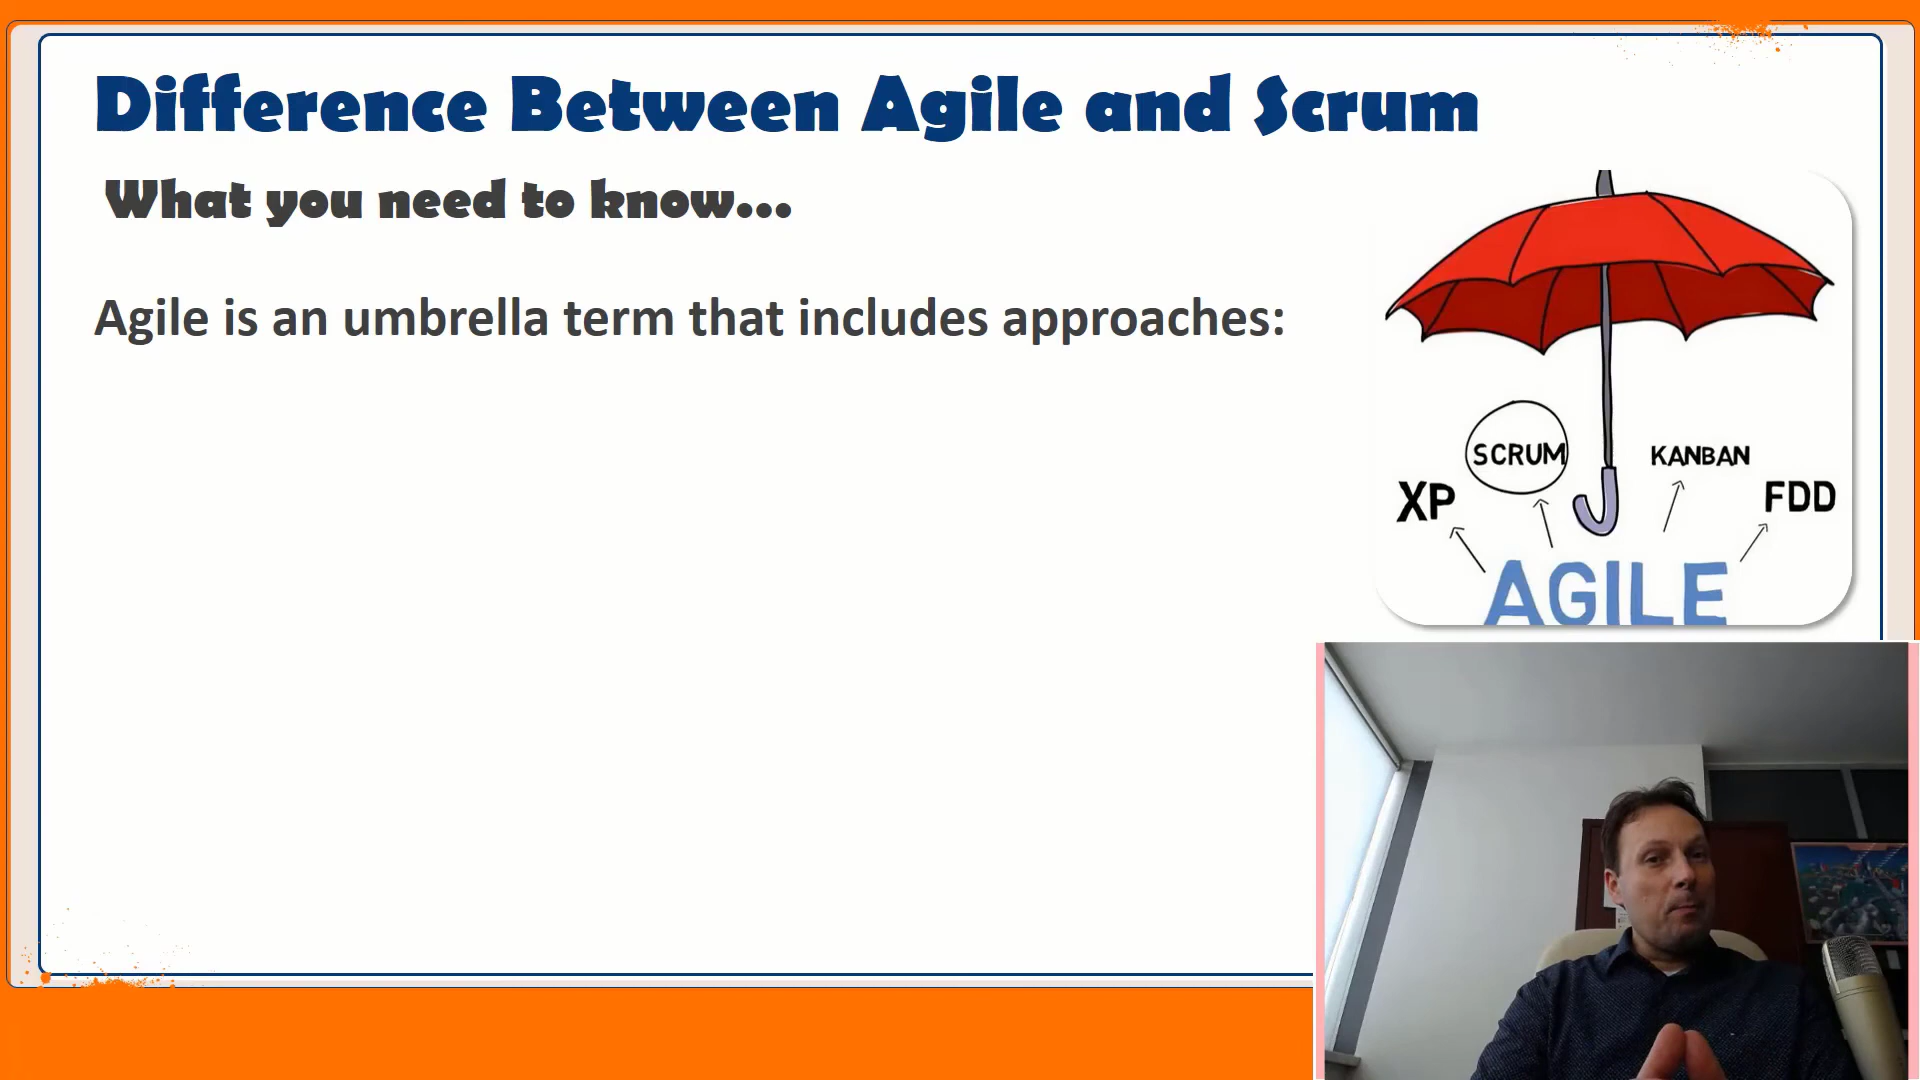 Difference Between Agile and Scrum
What you need to know...
Agile is an umbrella term that includes approaches:
SCRUM
KANBAN
XP
FDD
AGILE